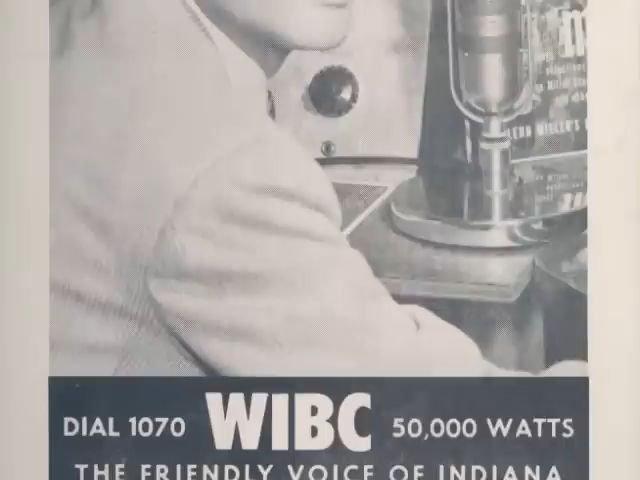 DIAL 1070 WIBC 50,000 WATTS
THE FRIENDLY VOICE OF INDIANA